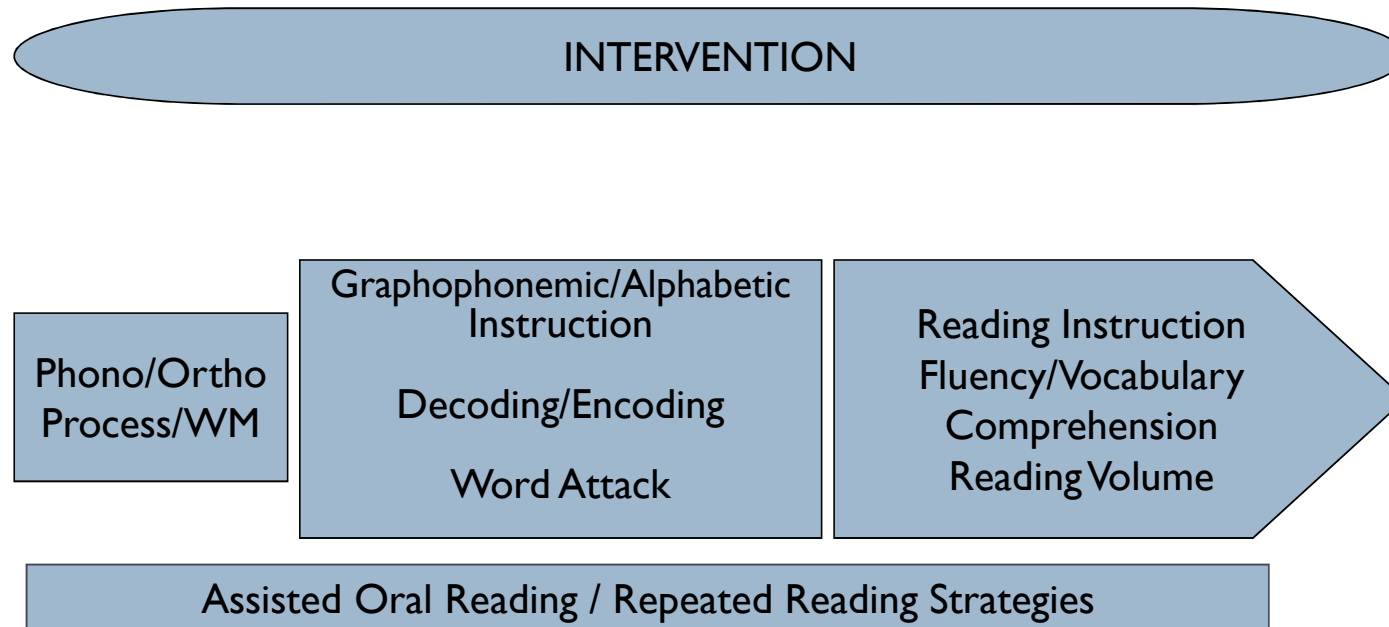 INTERVENTION
Phono/Ortho
Process/WM
Graphophonemic/Alphabetic
Instruction
Decoding/Encoding
Word Attack
Reading Instruction
Fluency/Vocabulary
Comprehension
Reading Volume
Assisted Oral Reading / Repeated Reading Strategies